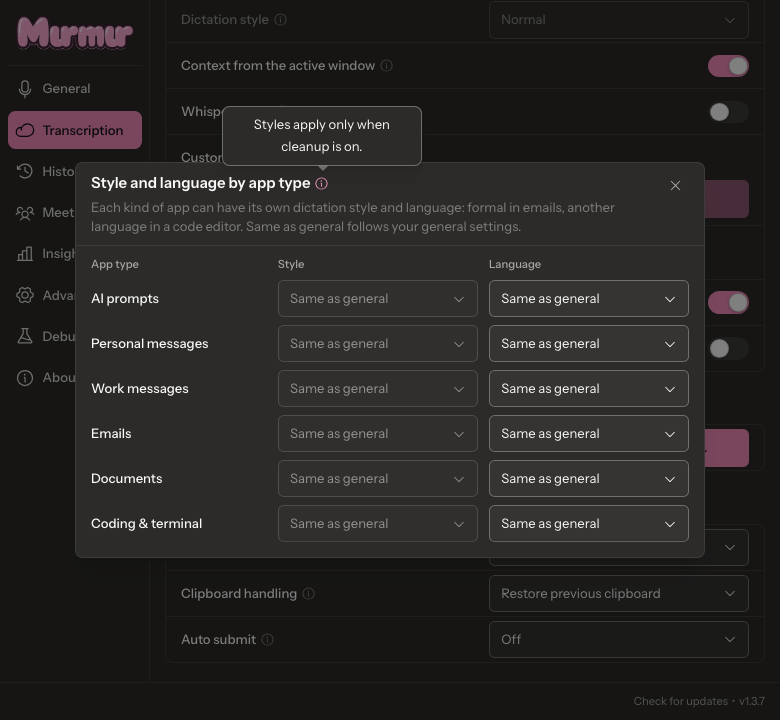 Murmur
Dictation style
Normal
General
Context from the active window
Transcription
Styles apply only when
cleanup is on.
Style and language by app type
Each kind of app can have its own dictation style and language: formal in emails, another
language in a code editor. Same as general follows your general settings.
App type Style Language
AI prompts Same as general Same as general
Personal messages Same as general Same as general
Work messages Same as general Same as general
Emails Same as general Same as general
Documents Same as general Same as general
Coding & terminal Same as general Same as general
Clipboard handling Restore previous clipboard
Auto submit Off
Check for updates • v1.3.7